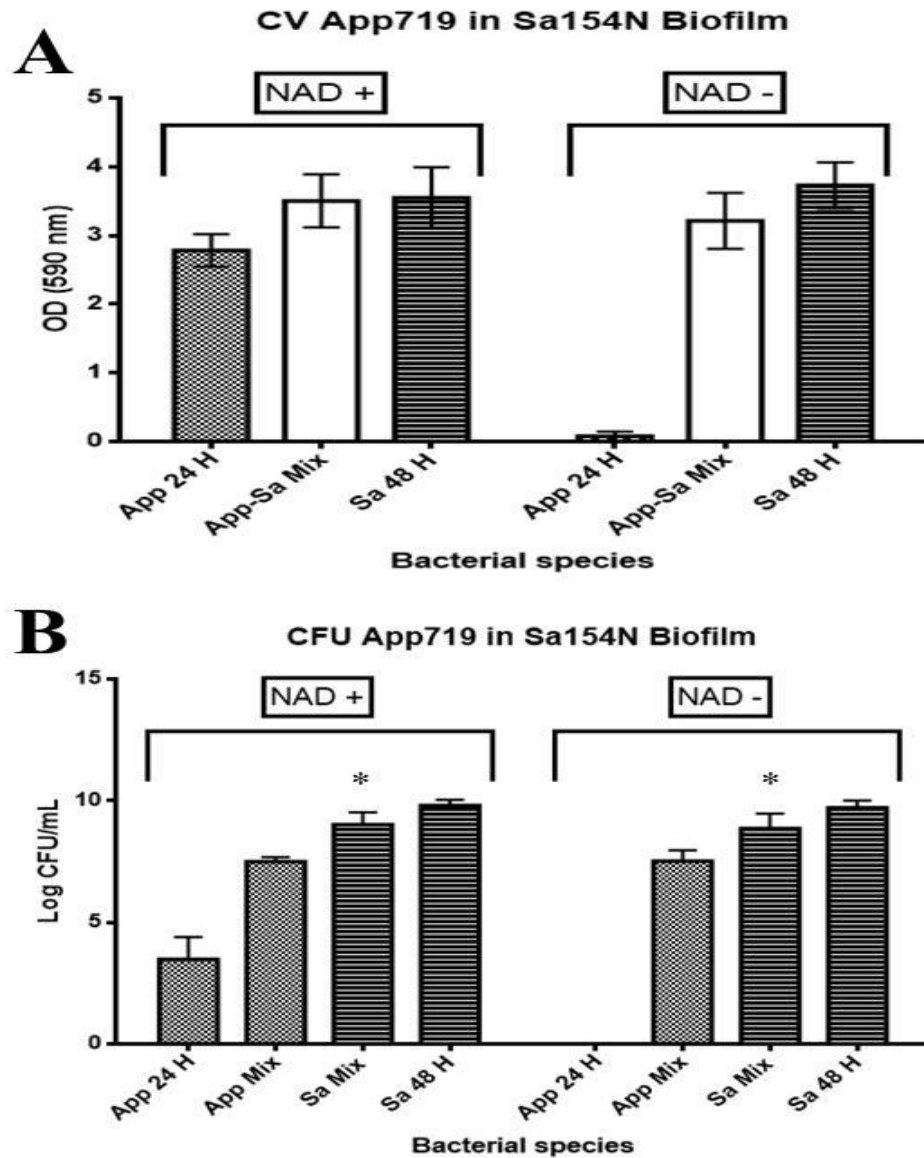 CV App719 in Sa154N Biofilm
A
NAD +
NAD -
5
4
3
2
1
0
OD (590 nm)
App 24 H
App-Sa Mix
Sa 48 H
App 24 H
App-Sa Mix
Sa 48 H
Bacterial species
B
CFU App719 in Sa154N Biofilm
NAD +
NAD -
15
10
5
0
Log CFU/mL
*
*
App 24 H
App Mix
Sa Mix
Sa 48 H
App 24 H
App Mix
Sa Mix
Sa 48 H
Bacterial species